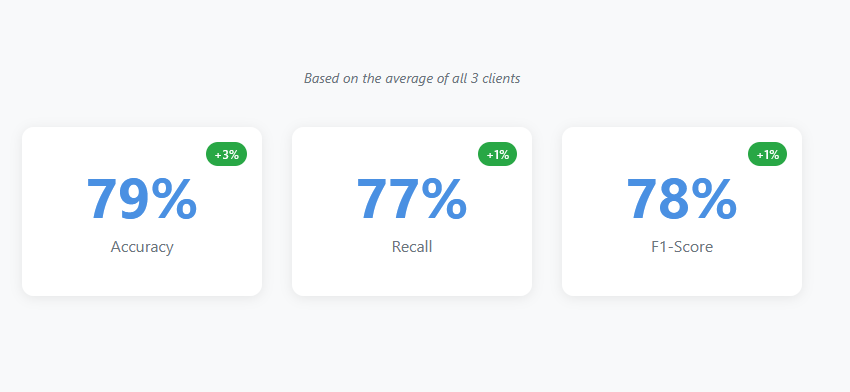 Based on the average of all 3 clients
+3%
79%
Accuracy
+1%
77%
Recall
+1%
78%
F1-Score